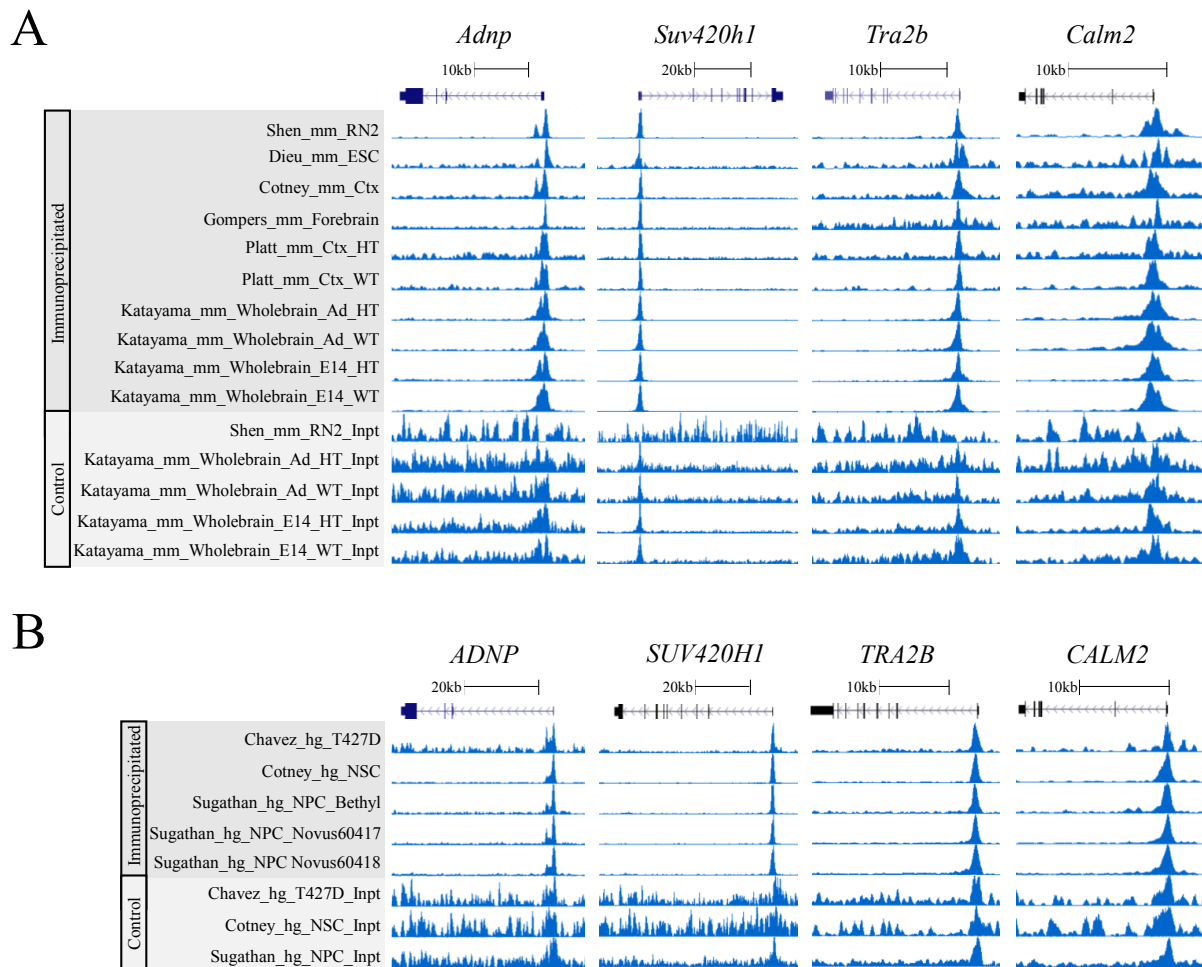 A
Adnp Suv420h1 Tra2b Calm2
10kb 20kb 10kb 10kb
Immunoprecipitated
Shen_mm_RN2
Dieu_mm_ESC
Cotney_mm_Ctx
Gompers_mm_Forebrain
Platt_mm_Ctx_HT
Platt_mm_Ctx_WT
Katayama_mm_Wholebrain_Ad_HT
Katayama_mm_Wholebrain_Ad_WT
Katayama_mm_Wholebrain_E14_HT
Katayama_mm_Wholebrain_E14_WT
Control
Shen_mm_RN2_Inpt
Katayama_mm_Wholebrain_Ad_HT_Inpt
Katayama_mm_Wholebrain_Ad_WT_Inpt
Katayama_mm_Wholebrain_E14_HT_Inpt
Katayama_mm_Wholebrain_E14_WT_Inpt
B
ADNP SUV420H1 TRA2B CALM2
20kb 20kb 10kb 10kb
Immunoprecipitated
Chavez_hg_T427D
Cotney_hg_NSC
Sugathan_hg_NPC_Bethyl
Sugathan_hg_NPC_Novus60417
Sugathan_hg_NPC Novus60418
Control
Chavez_hg_T427D_Inpt
Cotney_hg_NSC_Inpt
Sugathan_hg_NPC_Inpt